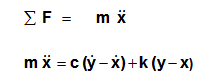 ∑ F = m ẍ
m ẍ = c (ẏ – ẋ)+k (y – x)